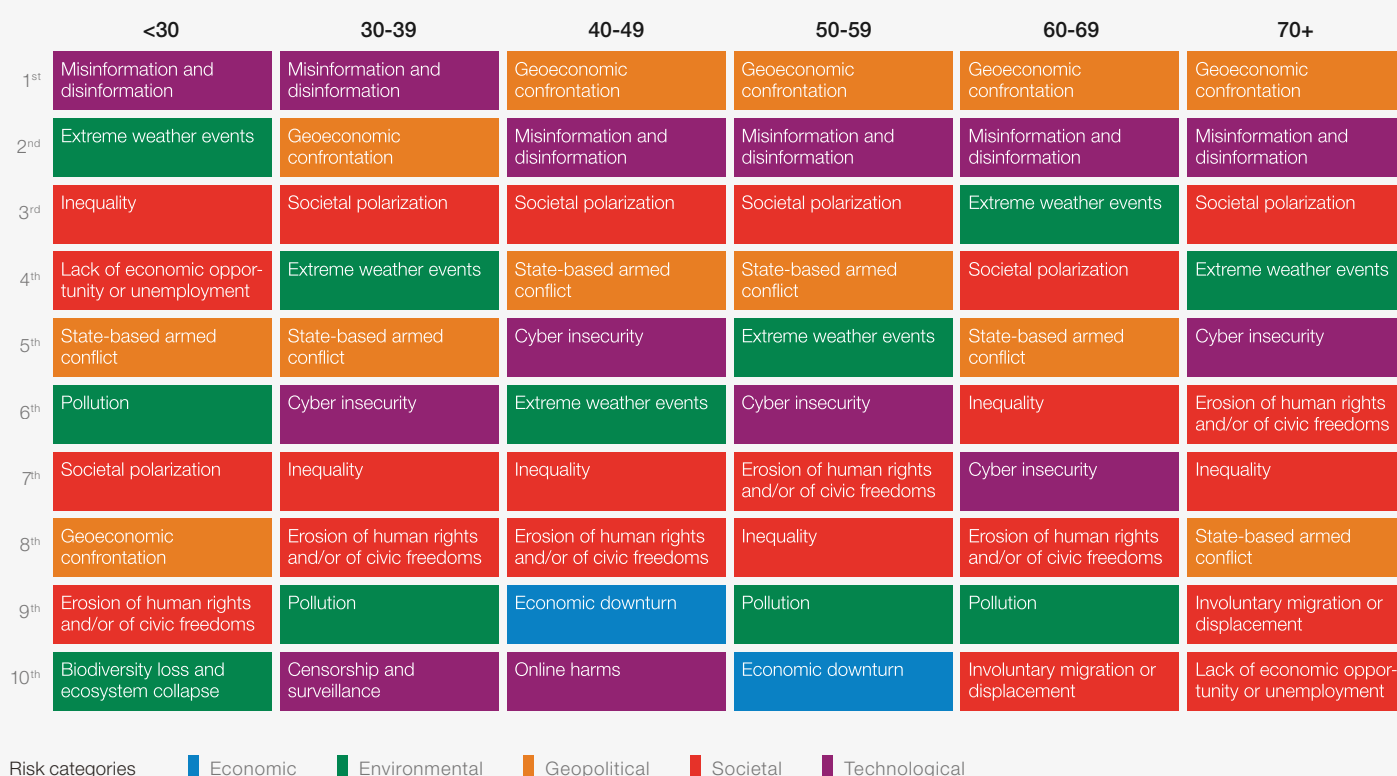 <30 30-39 40-49 50-59 60-69 70+
1st
Misinformation and
disinformation
Misinformation and
disinformation
Geoeconomic
confrontation
Geoeconomic
confrontation
Geoeconomic
confrontation
Geoeconomic
confrontation
2nd
Extreme weather events
Geoeconomic
confrontation
Misinformation and
disinformation
Misinformation and
disinformation
Misinformation and
disinformation
Misinformation and
disinformation
3rd
Inequality
Societal polarization
Societal polarization
Societal polarization
Extreme weather events
Societal polarization
4th
Lack of economic oppor-
tunity or unemployment
Extreme weather events
State-based armed
conflict
State-based armed
conflict
Societal polarization
Extreme weather events
5th
State-based armed
conflict
State-based armed
conflict
Cyber insecurity
Extreme weather events
State-based armed
conflict
Cyber insecurity
6th
Pollution
Cyber insecurity
Extreme weather events
Cyber insecurity
Inequality
Erosion of human rights
and/or of civic freedoms
7th
Societal polarization
Inequality
Inequality
Erosion of human rights
and/or of civic freedoms
Cyber insecurity
Inequality
8th
Geoeconomic
confrontation
Erosion of human rights
and/or of civic freedoms
Erosion of human rights
and/or of civic freedoms
Inequality
Erosion of human rights
and/or of civic freedoms
State-based armed
conflict
9th
Erosion of human rights
and/or of civic freedoms
Pollution
Economic downturn
Pollution
Pollution
Involuntary migration or
displacement
10th
Biodiversity loss and
ecosystem collapse
Censorship and
surveillance
Online harms
Economic downturn
Involuntary migration or
displacement
Lack of economic oppor-
tunity or unemployment
Risk categories Economic Environmental Geopolitical Societal Technological